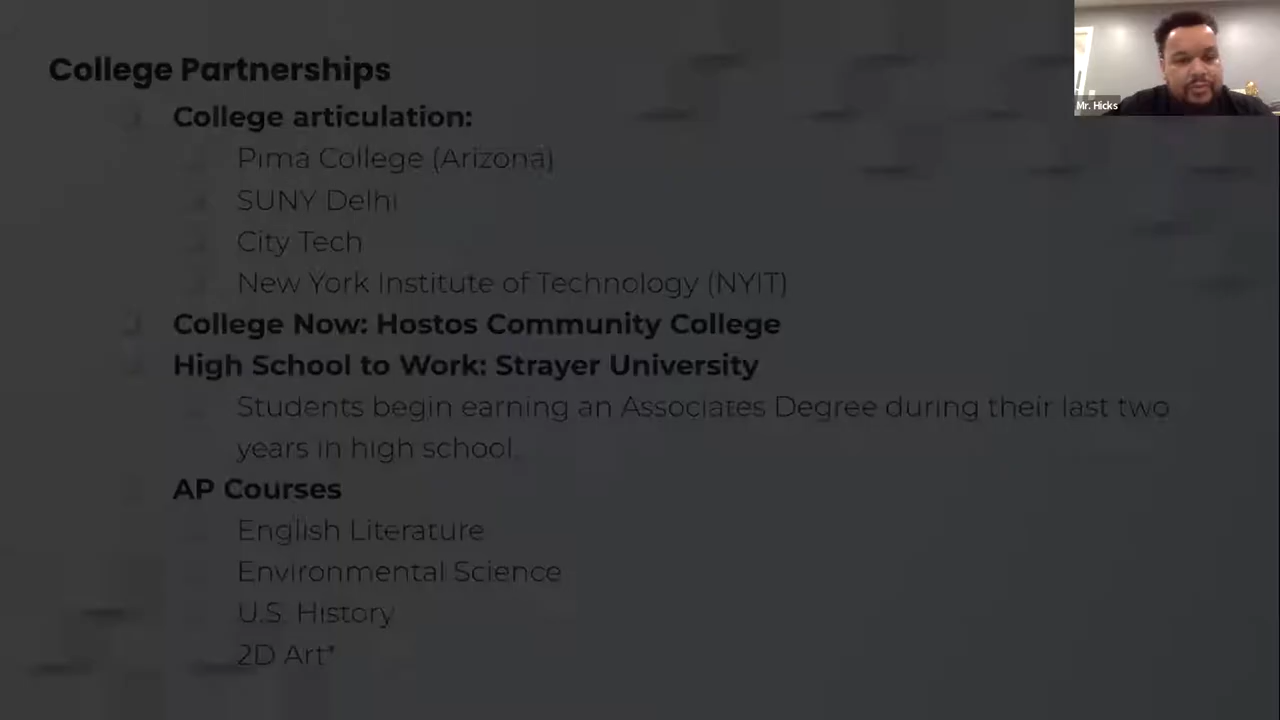 College Partnerships
College articulation:
Pima College (Arizona)
SUNY Delhi
City Tech
New York Institute of Technology (NYIT)
College Now: Hostos Community College
High School to Work: Strayer University
Students begin earning an Associates Degree during their last two
years in high school.
AP Courses
English Literature
Environmental Science
U.S. History
2D Art*
Mr. Hicks